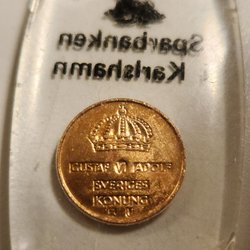 Sparbanken
Karlshamn
GUSTAF VI ADOLF
SVERIGES
KONUNG